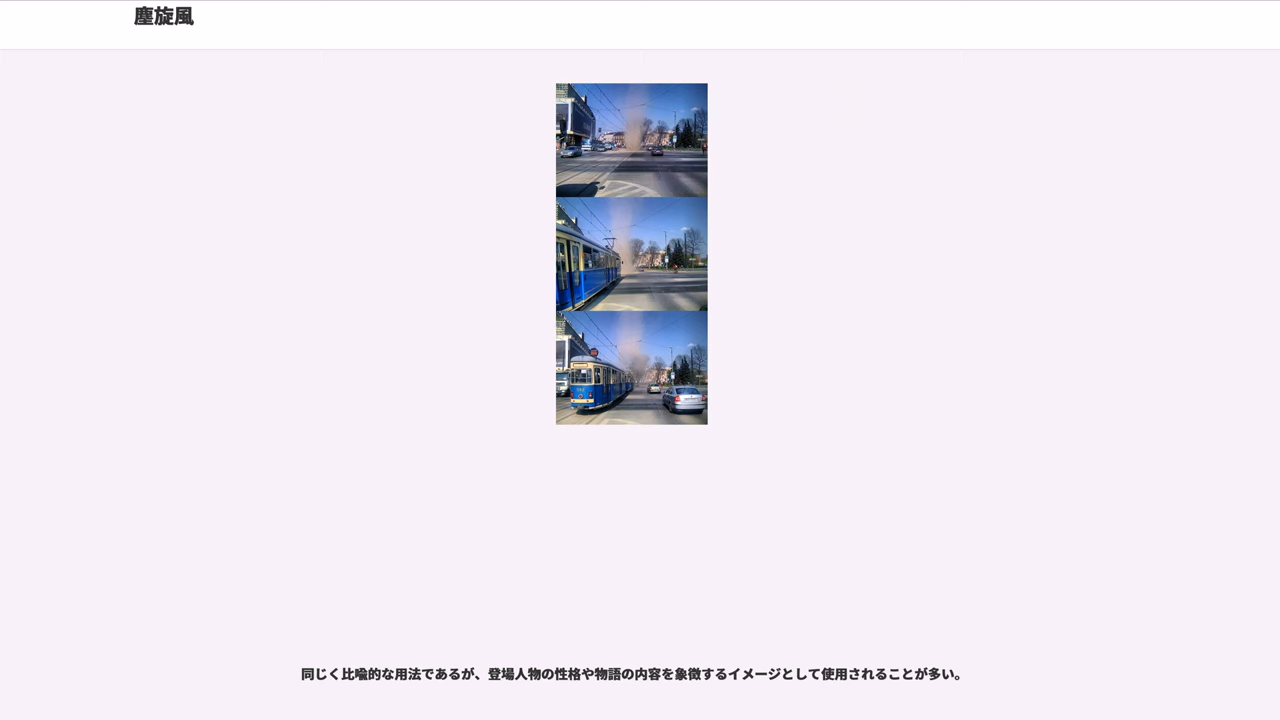 塵旋風
同じく比喩的な用法であるが、登場人物の性格や物語の内容を象徴するイメージとして使用されることが多い。